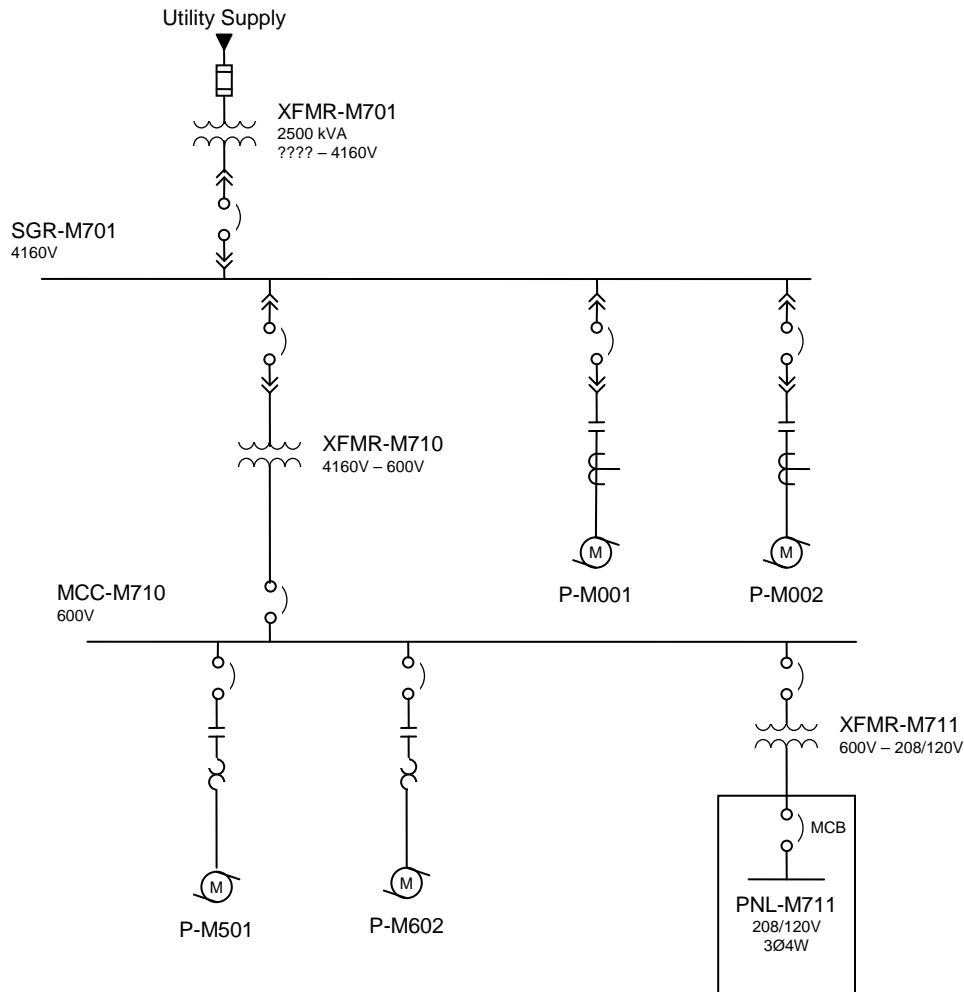 Utility Supply
XFMR-M701
2500 kVA
???? – 4160V
SGR-M701
4160V
XFMR-M710
4160V – 600V
M
M
P-M001
P-M002
MCC-M710
600V
XFMR-M711
600V – 208/120V
MCB
M
M
P-M501
P-M602
PNL-M711
208/120V
3Ø4W